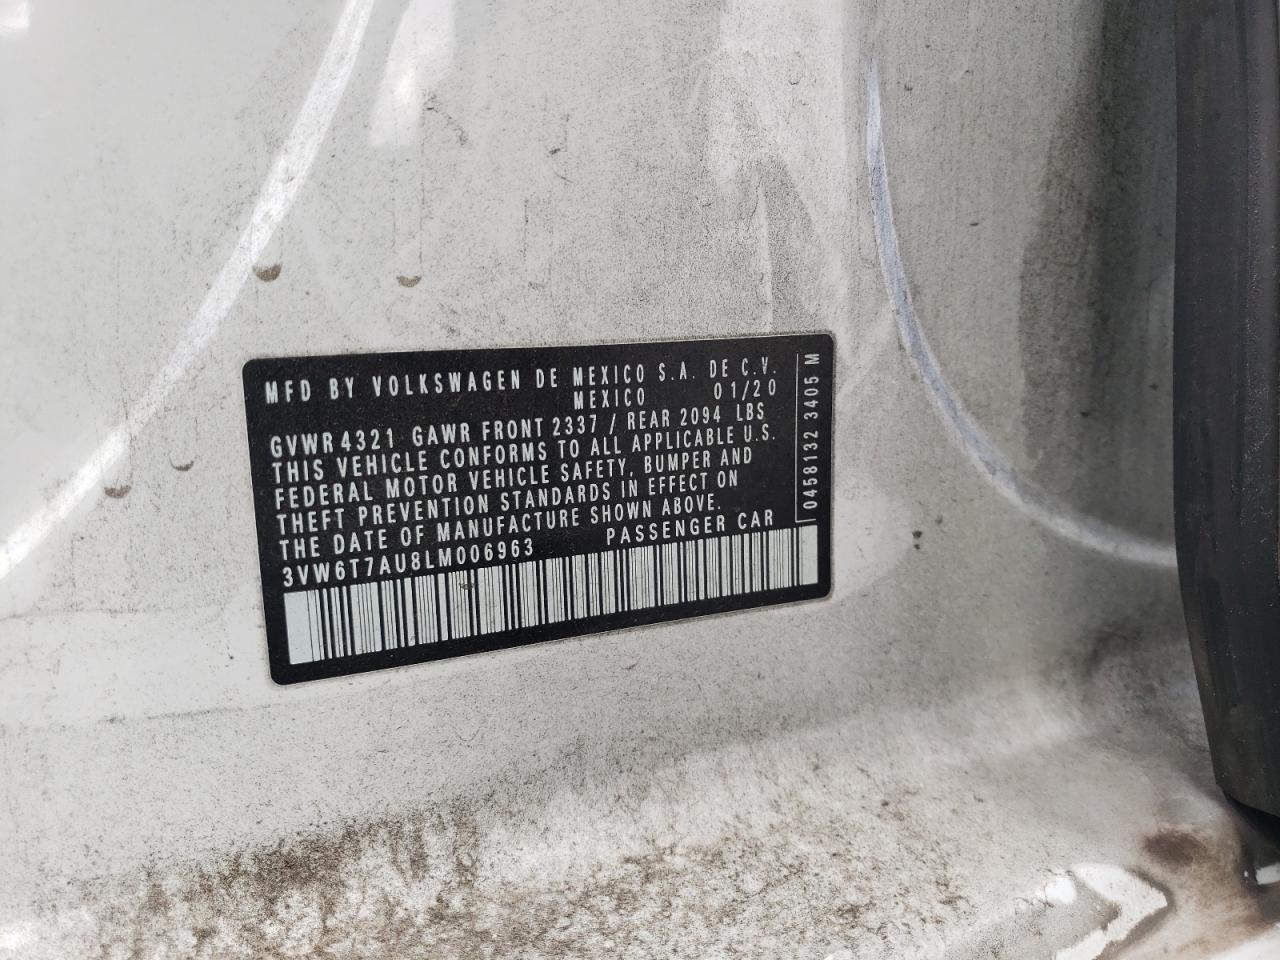 MFD BY VOLKSWAGEN DE MEXICO S.A. DE C.V.
MEXICO 01/20
GVWR 4321 GAWR FRONT 2337 / REAR 2094 LBS
THIS VEHICLE CONFORMS TO ALL APPLICABLE U.S.
FEDERAL MOTOR VEHICLE SAFETY, BUMPER AND
THEFT PREVENTION STANDARDS IN EFFECT ON
THE DATE OF MANUFACTURE SHOWN ABOVE.
3VW6T7AU8LM006963 PASSENGER CAR
0458132 3405 M